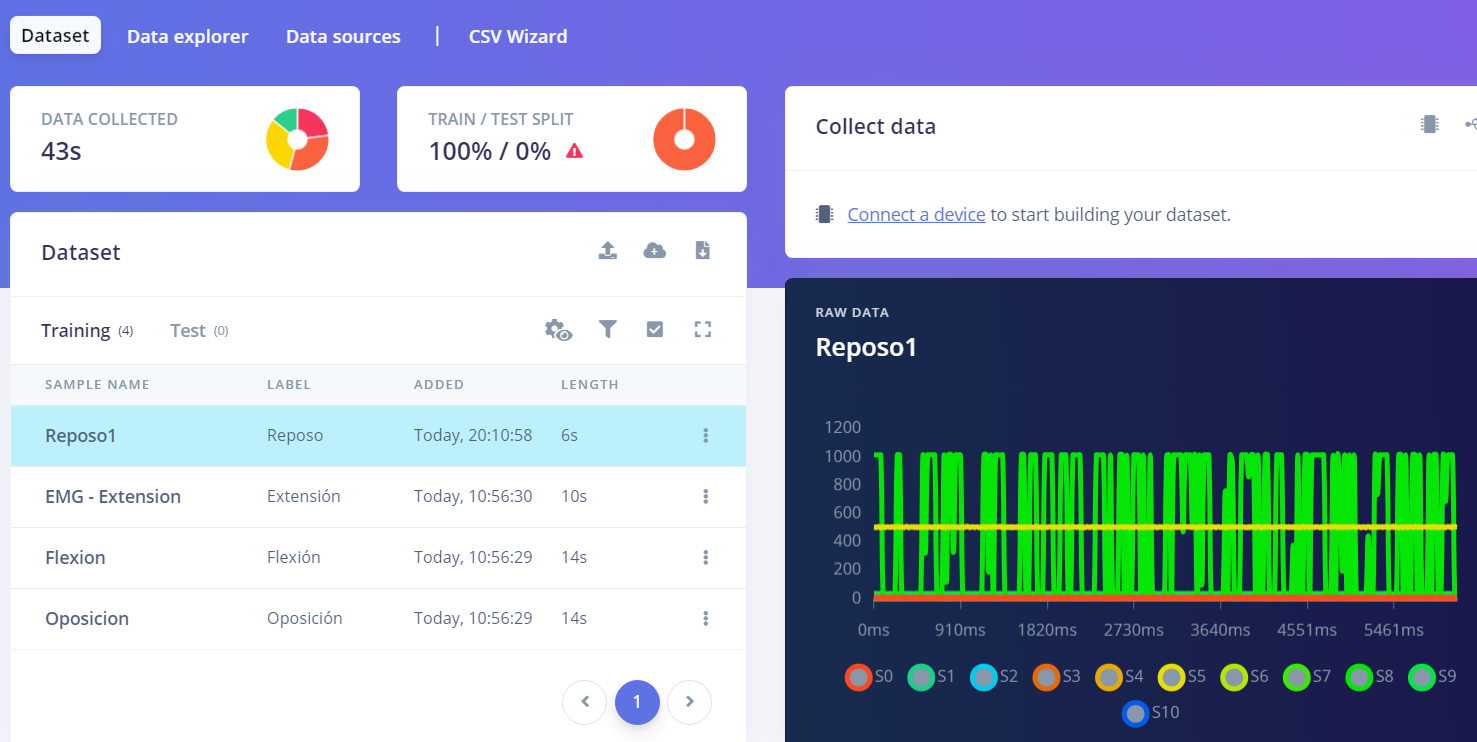 Dataset Data explorer Data sources | CSV Wizard
DATA COLLECTED
43s
TRAIN / TEST SPLIT
100% / 0%
Collect data
Connect a device to start building your dataset.
Dataset
Training (4) Test (0)
SAMPLE NAME LABEL ADDED LENGTH
Reposo1 Reposo Today, 20:10:58 6s
EMG - Extension Extensión Today, 10:56:30 10s
Flexion Flexión Today, 10:56:29 14s
Oposicion Oposición Today, 10:56:29 14s
1
RAW DATA
Reposo1
1200
1000
800
600
400
200
0
0ms 910ms 1820ms 2730ms 3640ms 4551ms 5461ms
S0 S1 S2 S3 S4 S5 S6 S7 S8 S9
S10